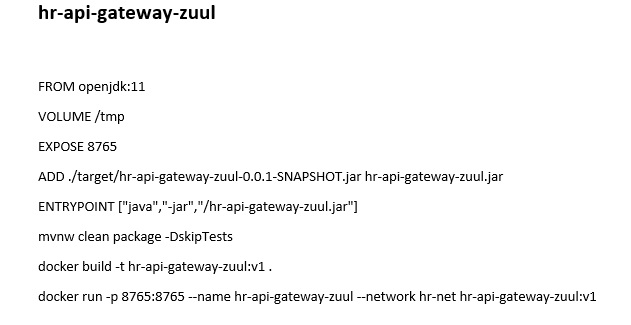 hr-api-gateway-zuul
FROM openjdk:11
VOLUME /tmp
EXPOSE 8765
ADD ./target/hr-api-gateway-zuul-0.0.1-SNAPSHOT.jar hr-api-gateway-zuul.jar
ENTRYPOINT ["java","-jar","/hr-api-gateway-zuul.jar"]
mvnw clean package -DskipTests
docker build -t hr-api-gateway-zuul:v1 .
docker run -p 8765:8765 --name hr-api-gateway-zuul --network hr-net hr-api-gateway-zuul:v1